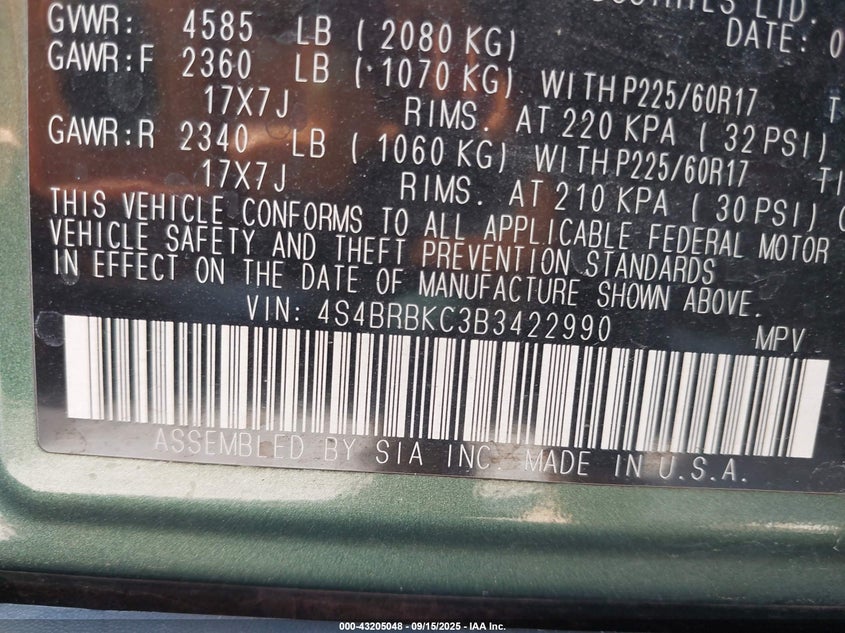 LTD.
GVWR: 4585 LB ( 2080 KG) DATE: 0
GAWR:F 2360 LB ( 1070 KG) WITH P225/60R17
17X7J RIMS. AT 220 KPA ( 32 PSI)
GAWR:R 2340 LB ( 1060 KG) WITH P225/60R17
17X7J RIMS. AT 210 KPA ( 30 PSI)
THIS VEHICLE CONFORMS TO ALL APPLICABLE FEDERAL MOTOR
VEHICLE SAFETY AND THEFT PREVENTION STANDARDS
IN EFFECT ON THE DATE OF MANUFACTURE SHOWN ABOVE.
VIN: 4S4BRBKC3B3422990 MPV
ASSEMBLED BY SIA INC. MADE IN U.S.A.
000-43205048 - 09/15/2025 - IAA Inc.